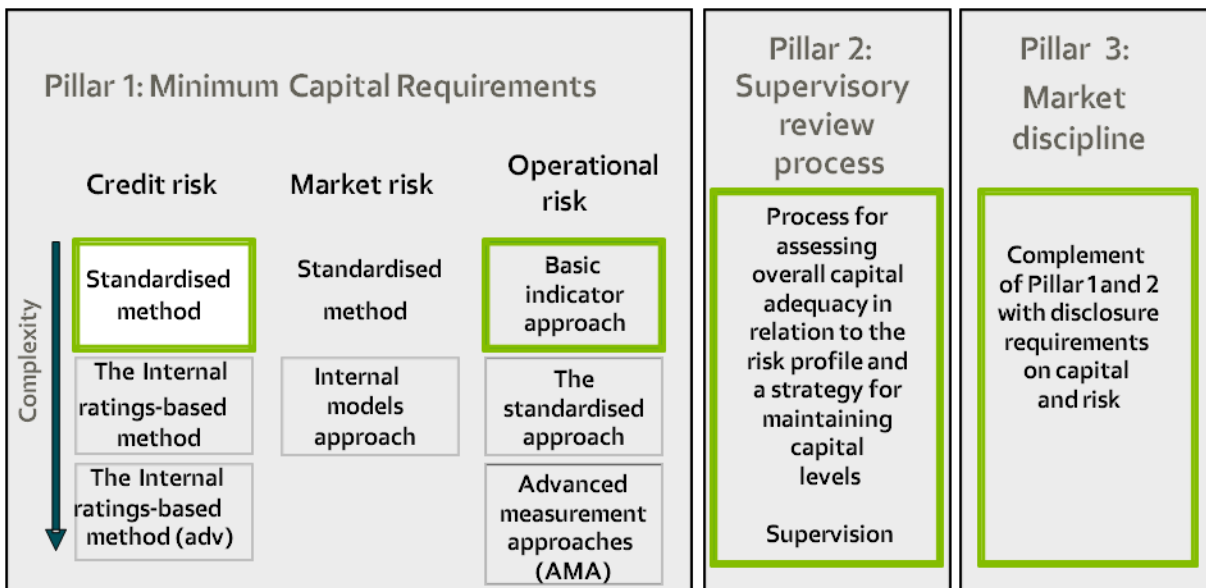 Pillar 1: Minimum Capital Requirements
Credit risk
Market risk
Operational
risk
Complexity
Standardised
method
Standardised
method
Basic
indicator
approach
The Internal
ratings-based
method
Internal
models
approach
The
standardised
approach
The Internal
ratings-based
method (adv)
Advanced
measurement
approaches
(AMA)
Pillar 2:
Supervisory
review
process
Process for
assessing
overall capital
adequacy in
relation to the
risk profile and
a strategy for
maintaining
capital
levels
Supervision
Pillar 3:
Market
discipline
Complement
of Pillar 1 and 2
with disclosure
requirements
on capital
and risk